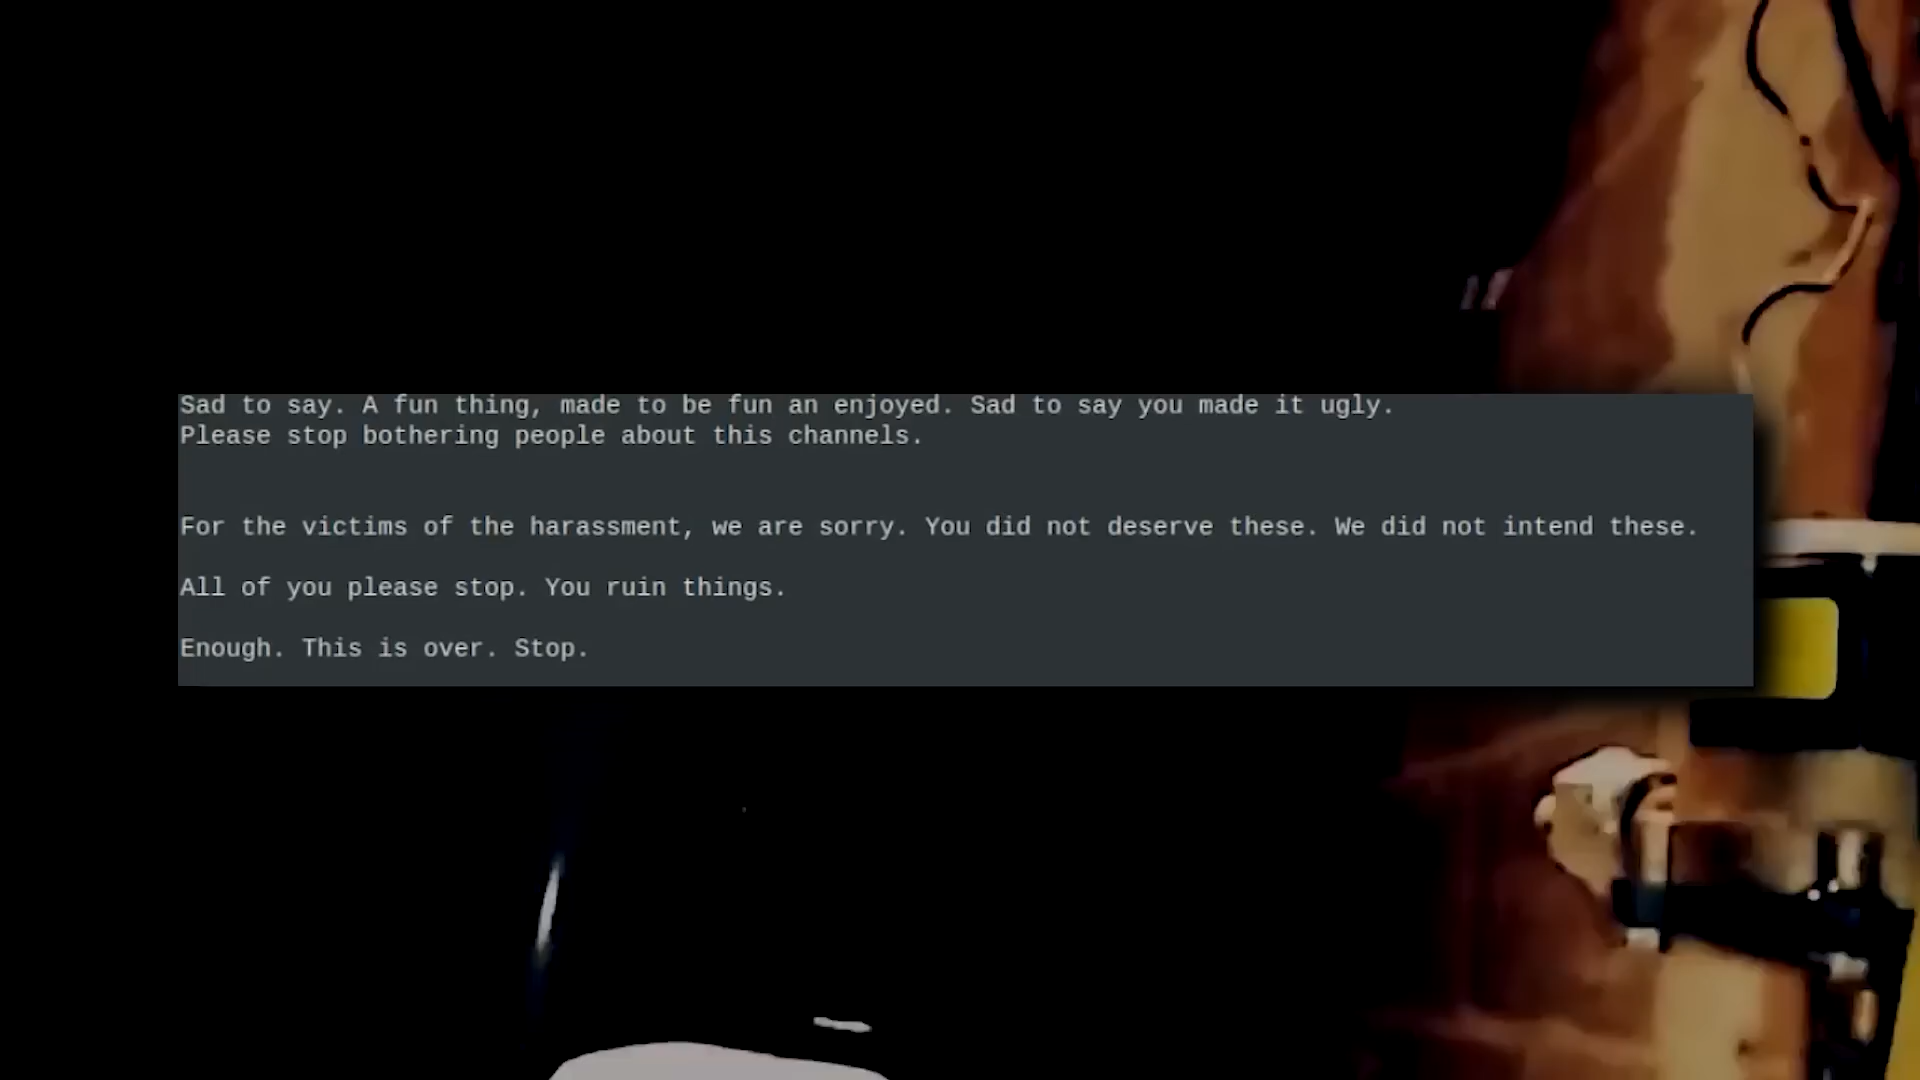 Sad to say. A fun thing, made to be fun an enjoyed. Sad to say you made it ugly.
Please stop bothering people about this channels.
For the victims of the harassment, we are sorry. You did not deserve these. We did not intend these.
All of you please stop. You ruin things.
Enough. This is over. Stop.